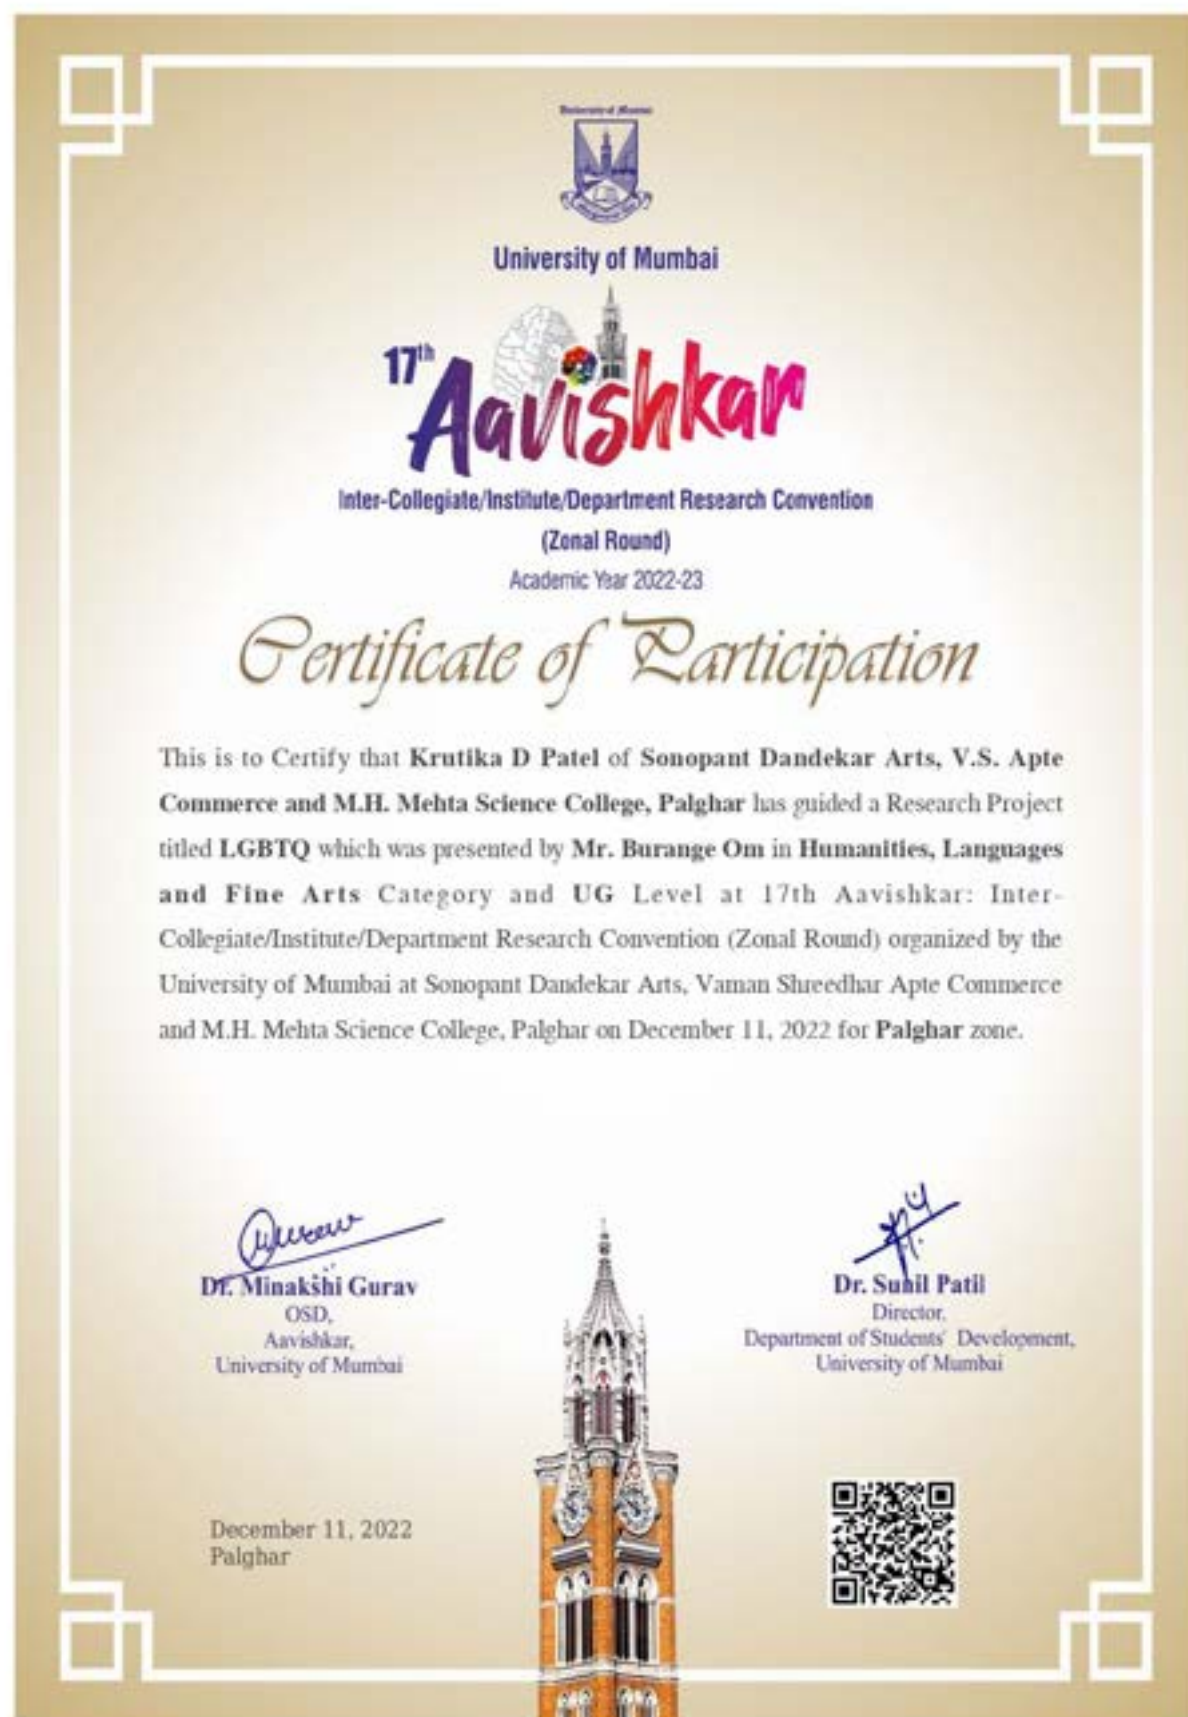 University of Mumbai
University of Mumbai
17th
Aavishkar
Inter-Collegiate/Institute/Department Research Convention
(Zonal Round)
Academic Year 2022-23
Certificate of Participation
This is to Certify that Krutika D Patel of Sonopant Dandekar Arts, V.S. Apte
Commerce and M.H. Mehta Science College, Palghar has guided a Research Project
titled LGBTQ which was presented by Mr. Burange Om in Humanities, Languages
and Fine Arts Category and UG Level at 17th Aavishkar: Inter-
Collegiate/Institute/Department Research Convention (Zonal Round) organized by the
University of Mumbai at Sonopant Dandekar Arts, Vaman Shreedhar Apte Commerce
and M.H. Mehta Science College, Palghar on December 11, 2022 for Palghar zone.
Dr. Minakshi Gurav
OSD,
Aavishkar,
University of Mumbai
Dr. Sunil Patil
Director,
Department of Students' Development,
University of Mumbai
December 11, 2022
Palghar